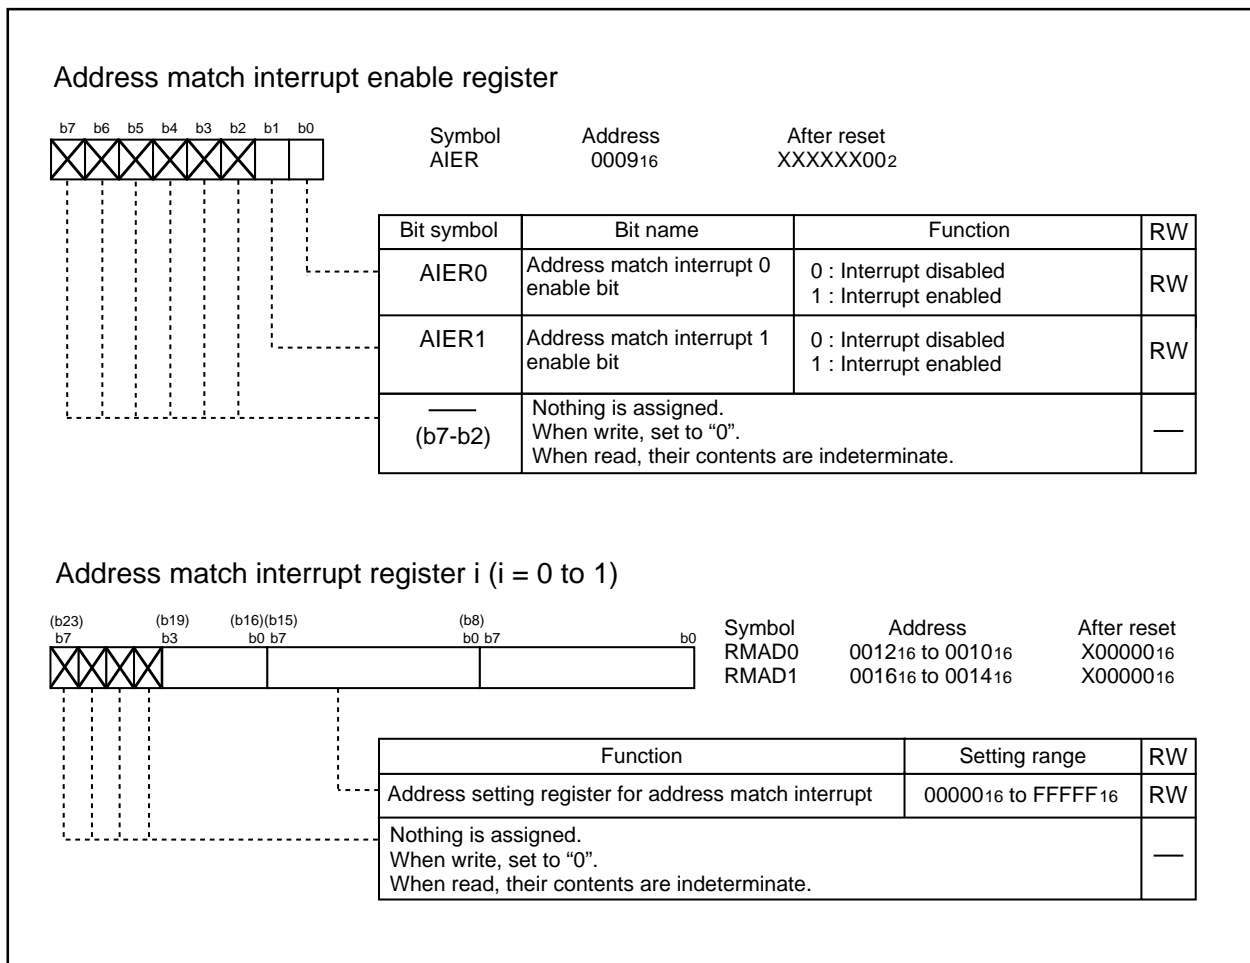 Address match interrupt enable register
b7 b6 b5 b4 b3 b2 b1 b0
Symbol Address After reset
AIER 000916 XXXXXX002
Bit symbol Bit name Function RW
AIER0 Address match interrupt 0 enable bit 0 : Interrupt disabled 1 : Interrupt enabled RW
AIER1 Address match interrupt 1 enable bit 0 : Interrupt disabled 1 : Interrupt enabled RW
(b7-b2) Nothing is assigned.
When write, set to “0”.
When read, their contents are indeterminate.
—
Address match interrupt register i (i = 0 to 1)
(b23) (b19) (b16)(b15) (b8)
b7 b3 b0 b7 b0 b7 b0
Symbol Address After reset
RMAD0 001216 to 001016 X0000016
RMAD1 001616 to 001416 X0000016
Function Setting range RW
Address setting register for address match interrupt 0000016 to FFFFF16 RW
Nothing is assigned.
When write, set to “0”.
When read, their contents are indeterminate.
—